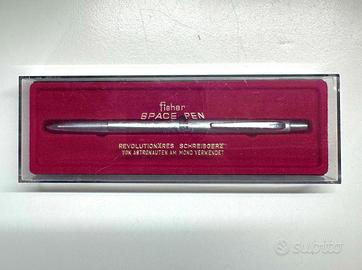 fisher
SPACE PEN
REVOLUTIONÄRES SCHREIBGERÄT
VON ASTRONAUTEN AM MOND VERWENDET
subito